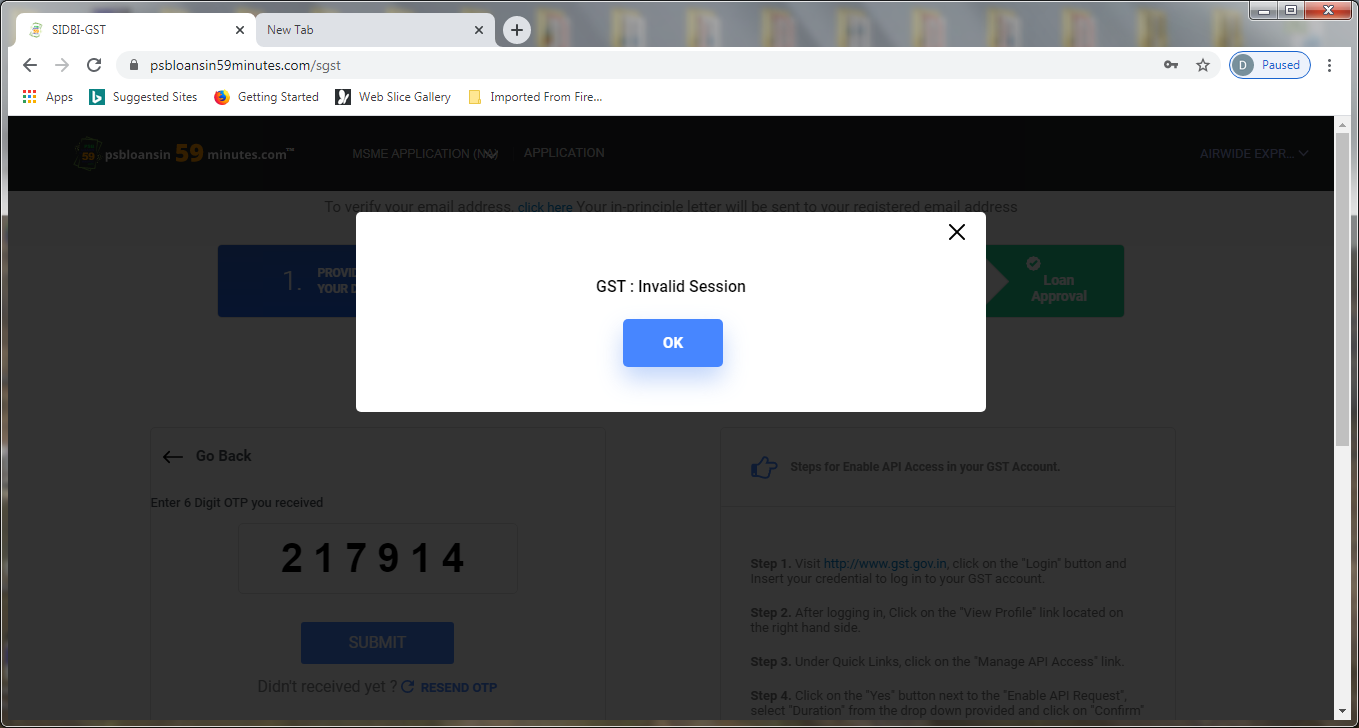 SIDBI-GST
New Tab
psbloansin59minutes.com/sgst
D Paused
Apps
Suggested Sites
Getting Started
Web Slice Gallery
Imported From Fire...
59
psbloansin 59 minutes.com™
MSME APPLICATION
APPLICATION
AIRWIDE EXPR...
To verify your email address, click here Your in-principle letter will be sent to your registered email address
1.
PROVID
YOUR D
Loan
Approval
GST : Invalid Session
OK
Go Back
Enter 6 Digit OTP you received
2 1 7 9 1 4
SUBMIT
Didn't received yet ? RESEND OTP
Steps for Enable API Access in your GST Account.
Step 1. Visit http://www.gst.gov.in, click on the "Login" button and
Insert your credential to log in to your GST account.
Step 2. After logging in, Click on the "View Profile" link located on
the right hand side.
Step 3. Under Quick Links, click on the "Manage API Access" link.
Step 4. Click on the "Yes" button next to the "Enable API Request",
select "Duration" from the drop down provided and click on "Confirm"